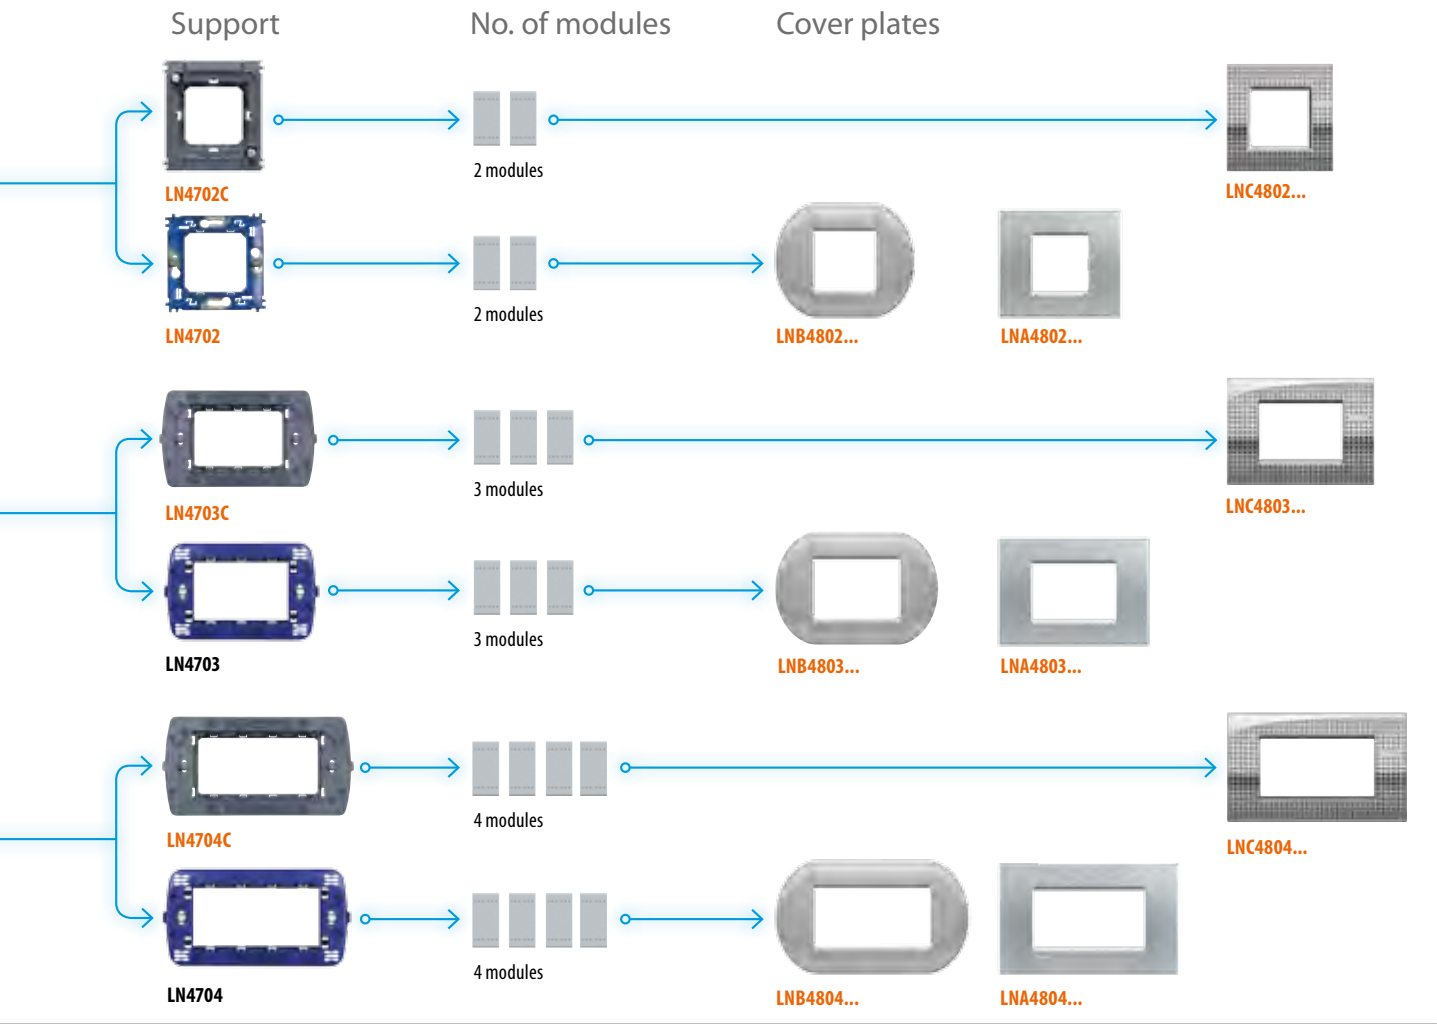 Support
No. of modules
Cover plates
2 modules
LN4702C
LNC4802...
2 modules
LN4702
LNB4802...
LNA4802...
3 modules
LN4703C
LNC4803...
3 modules
LN4703
LNB4803...
LNA4803...
4 modules
LN4704C
LNC4804...
4 modules
LN4704
LNB4804...
LNA4804...